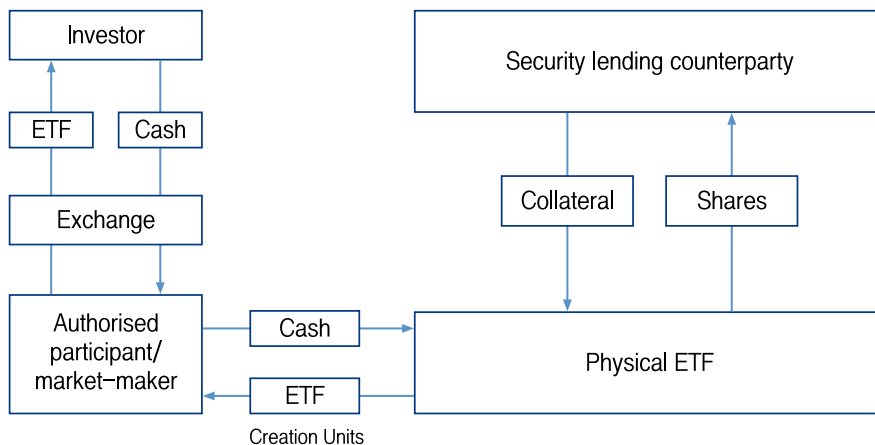 Investor
Security lending counterparty
ETF
Cash
Collateral
Shares
Exchange
Authorised
participant/
market–maker
Cash
Physical ETF
ETF
Creation Units